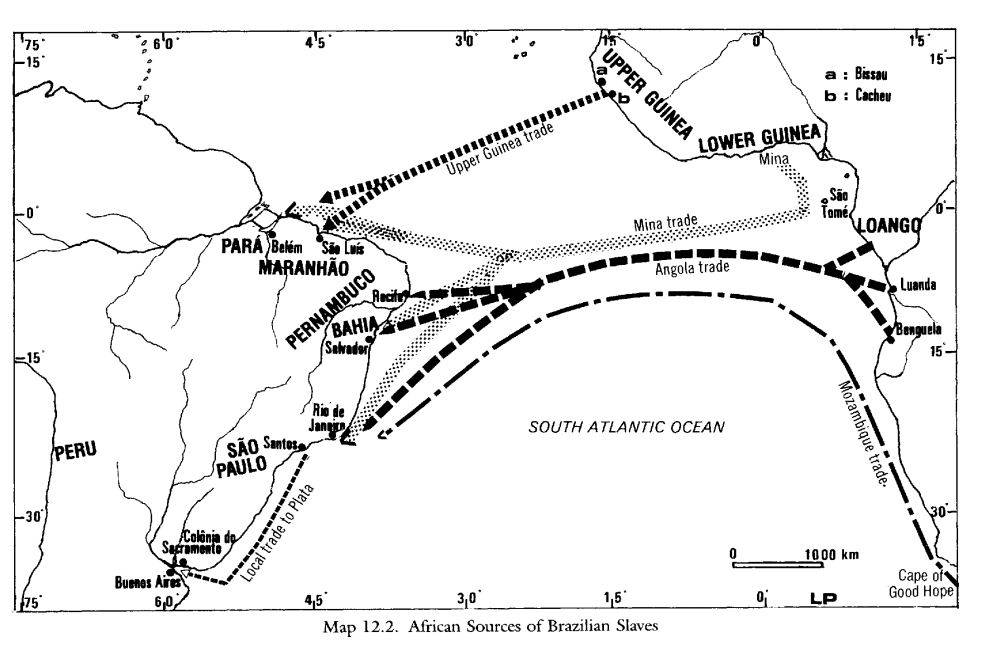 75° 60° 45° 30° 15° 0° 15°
15° 15°
a : Bissau
b : Cacheu
a
b
UPPER GUINEA
LOWER GUINEA
Mina
Upper Guinea trade
São
Tomé
0° 0°
Mina trade
LOANGO
PARÁ Belém São Luís
MARANHÃO
Angola trade
Luanda
PERNAMBUCO
Recife
BAHIA
Salvador
Benguela
15° 15°
Mozambique trade
Rio de
Janeiro
SOUTH ATLANTIC OCEAN
SÃO
PAULO
Santos
PERU
30° 30°
Local trade to Plata
Colônia do
Sacramento
Buenos Aires
0 1000 km
Cape of
Good Hope
75° 60° 45° 30° 15° 0° LP
Map 12.2. African Sources of Brazilian Slaves